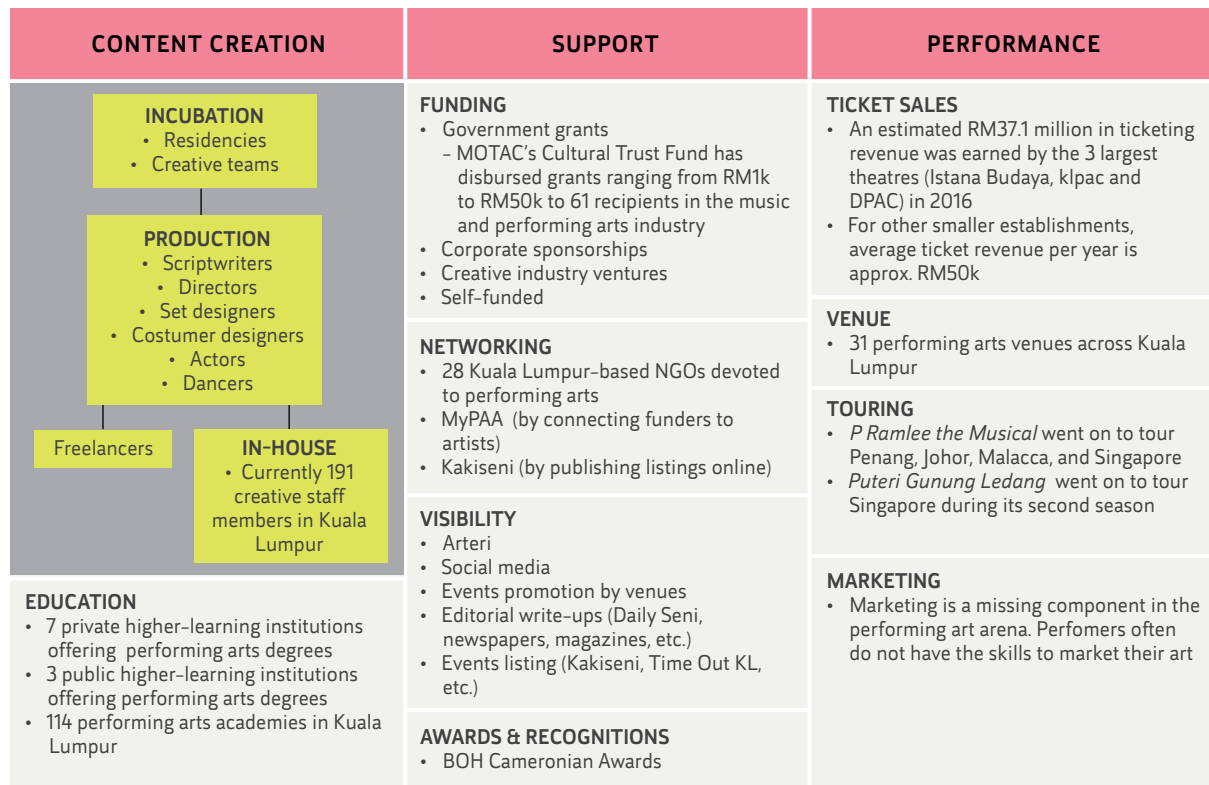 CONTENT CREATION
INCUBATION
• Residencies
• Creative teams
PRODUCTION
• Scriptwriters
• Directors
• Set designers
• Costumer designers
• Actors
• Dancers
Freelancers
IN-HOUSE
• Currently 191
creative staff
members in Kuala
Lumpur
EDUCATION
• 7 private higher-learning institutions
offering performing arts degrees
• 3 public higher-learning institutions
offering performing arts degrees
• 114 performing arts academies in Kuala
Lumpur
SUPPORT
FUNDING
• Government grants
– MOTAC's Cultural Trust Fund has
disbursed grants ranging from RM1k
to RM50k to 61 recipients in the music
and performing arts industry
• Corporate sponsorships
• Creative industry ventures
• Self-funded
NETWORKING
• 28 Kuala Lumpur-based NGOs devoted
to performing arts
• MyPAA (by connecting funders to
artists)
• Kakiseni (by publishing listings online)
VISIBILITY
• Arteri
• Social media
• Events promotion by venues
• Editorial write-ups (Daily Seni,
newspapers, magazines, etc.)
• Events listing (Kakiseni, Time Out KL,
etc.)
AWARDS & RECOGNITIONS
• BOH Cameronian Awards
PERFORMANCE
TICKET SALES
• An estimated RM37.1 million in ticketing
revenue was earned by the 3 largest
theatres (Istana Budaya, klpac and
DPAC) in 2016
• For other smaller establishments,
average ticket revenue per year is
approx. RM50k
VENUE
• 31 performing arts venues across Kuala
Lumpur
TOURING
• P Ramlee the Musical went on to tour
Penang, Johor, Malacca, and Singapore
• Puteri Gunung Ledang went on to tour
Singapore during its second season
MARKETING
• Marketing is a missing component in the
performing art arena. Perfomers often
do not have the skills to market their art